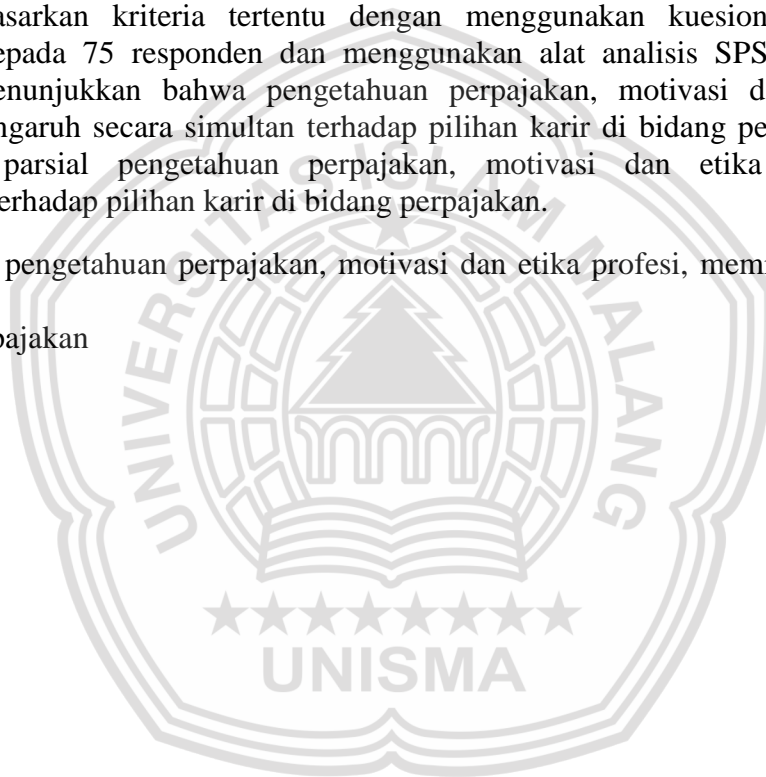 asarkan kriteria tertentu dengan menggunakan kuesion
epada 75 responden dan menggunakan alat analisis SPS
enunjukkan bahwa pengetahuan perpajakan, motivasi d
ngaruh secara simultan terhadap pilihan karir di bidang pe
parsial pengetahuan perpajakan, motivasi dan etika
erhadap pilihan karir di bidang perpajakan.
pengetahuan perpajakan, motivasi dan etika profesi, mem
pajakan
UNIVERSITAS ISLAM MALANG
UNISMA